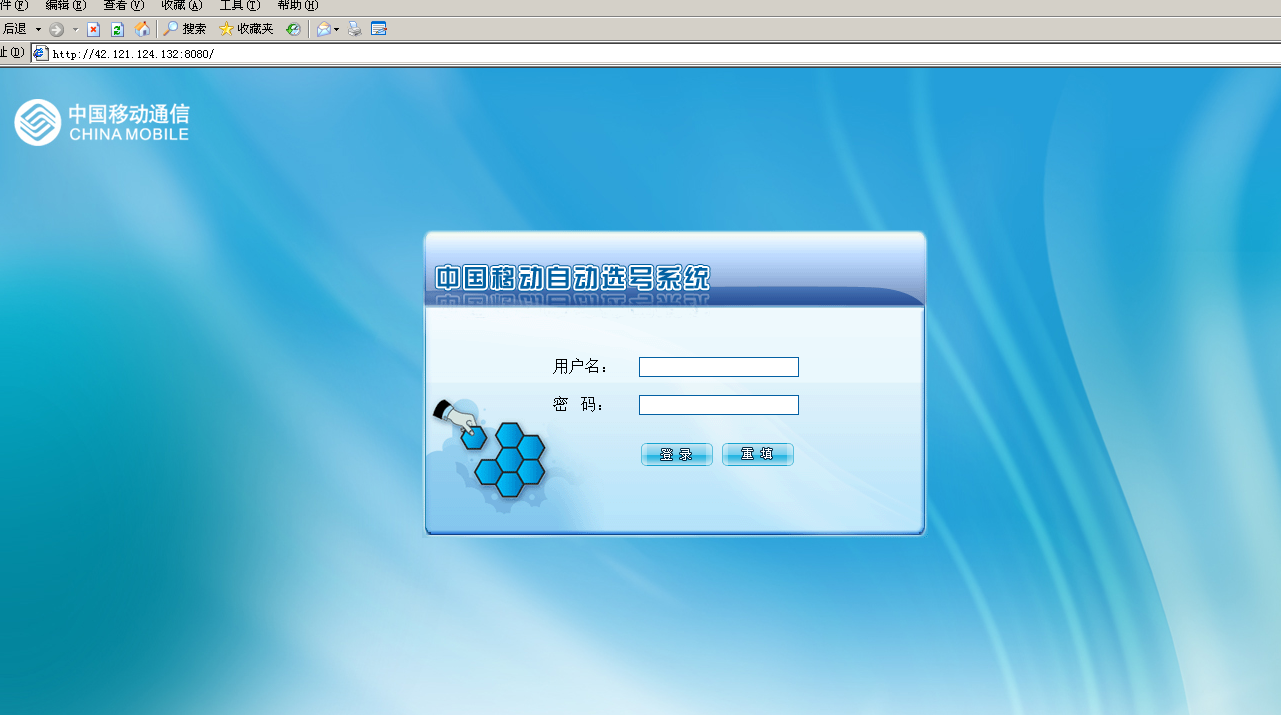 件(F) 编辑(E) 查看(V) 收藏(A) 工具(T) 帮助(H)
后退 搜索 收藏夹
址(D) http://42.121.124.132:8080/
中国移动通信
CHINA MOBILE
中国移动自动选号系统
用户名：
密 码：
登 录 重 填